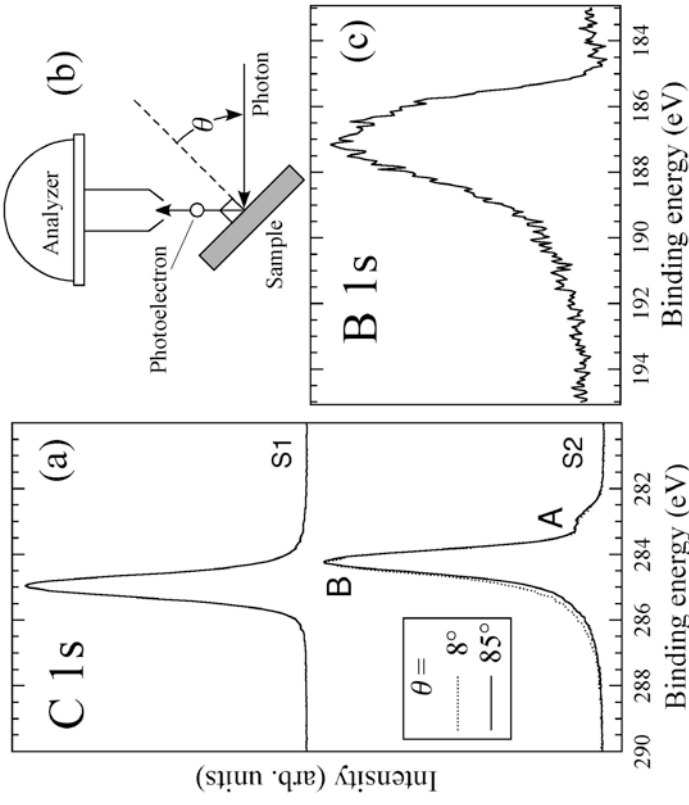 C 1s
(a)
S1
B
A
S2
θ =
8°
85°
290
288
286
284
282
Binding energy (eV)
Intensity (arb. units)
(b)
Analyzer
Photoelectron
θ
Photon
Sample
B 1s
(c)
194
192
190
188
186
184
Binding energy (eV)